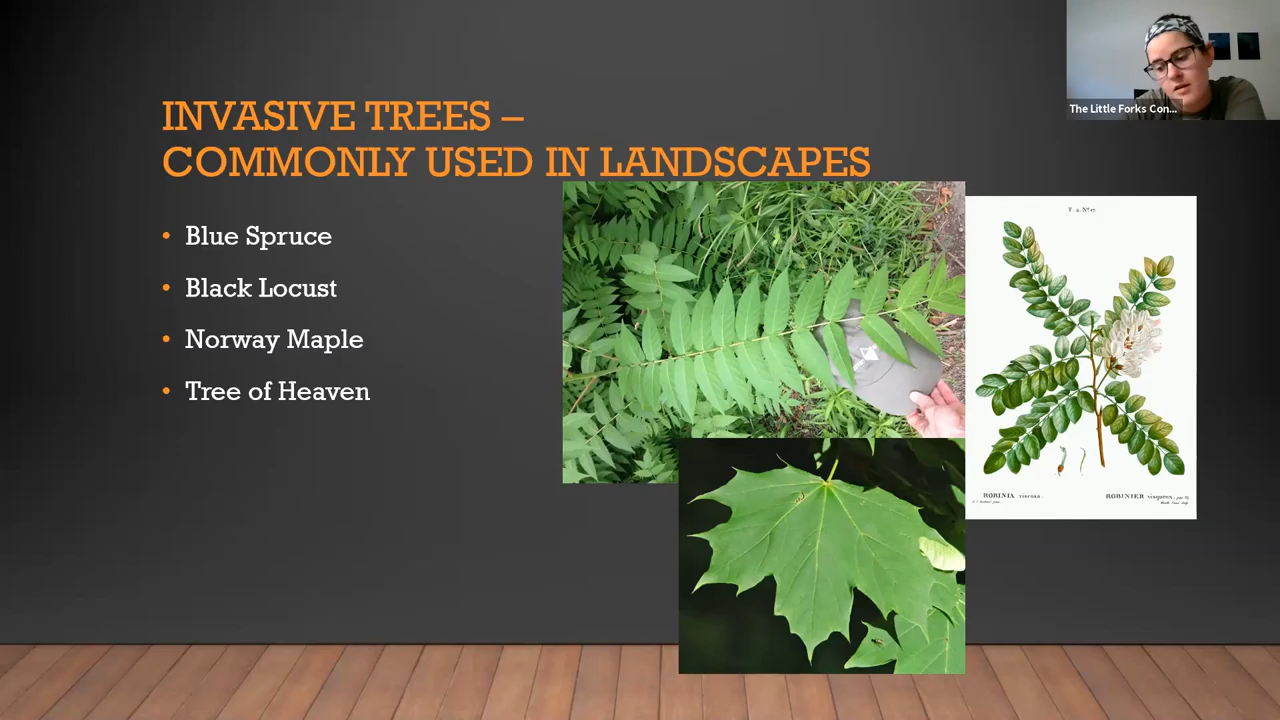 INVASIVE TREES –
COMMONLY USED IN LANDSCAPES
• Blue Spruce
• Black Locust
• Norway Maple
• Tree of Heaven
The Little Forks Con...
ROBINIA viscosa.
ROBINIER visqueux.